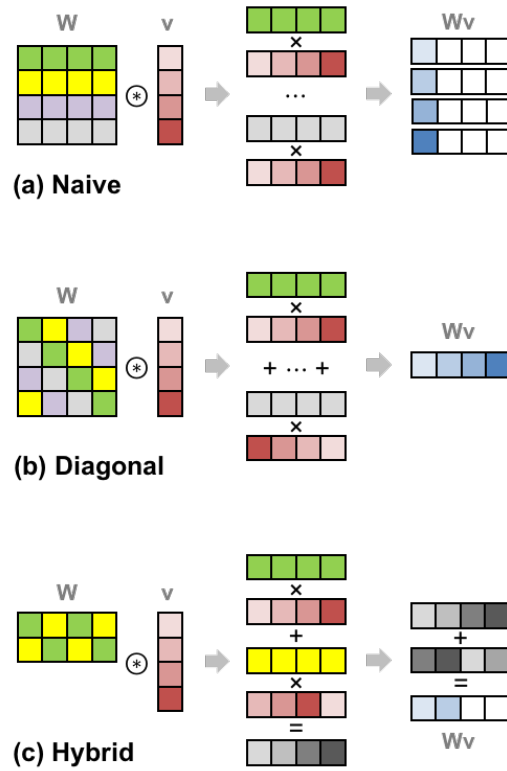 W v Wv
×
...
×
(a) Naive
W v
×
Wv
+ ... +
×
(b) Diagonal
W v
×
+
+
×
=
=
Wv
(c) Hybrid